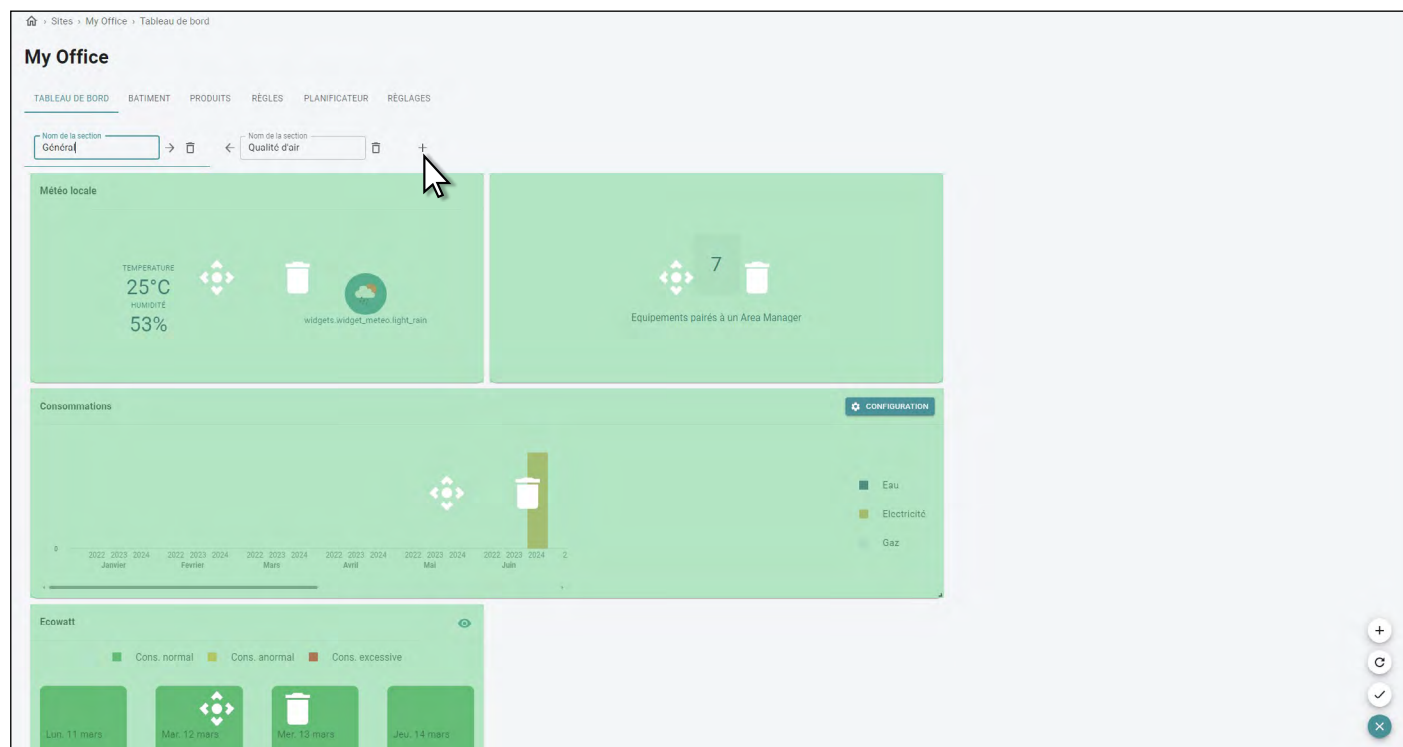 Sites › My Office › Tableau de bord
My Office
TABLEAU DE BORD BATIMENT PRODUITS RÈGLES PLANIFICATEUR RÉGLAGES
Nom de la section Nom de la section
Général Qualité d'air
Météo locale
TEMPERATURE
25°C
HUMIDITÉ
53%
widgets.widget_meteo.light_rain
7
Equipements pairés à un Area Manager
Consommations CONFIGURATION
Eau
Electricité
Gaz
0
2022 2023 2024 2022 2023 2024 2022 2023 2024 2022 2023 2024 2022 2023 2024 2022 2023 2024 2
Janvier Fevrier Mars Avril Mai Juin
Ecowatt
Cons. normal Cons. anormal Cons. excessive
Lun. 11 mars Mar. 12 mars Mer. 13 mars Jeu. 14 mars